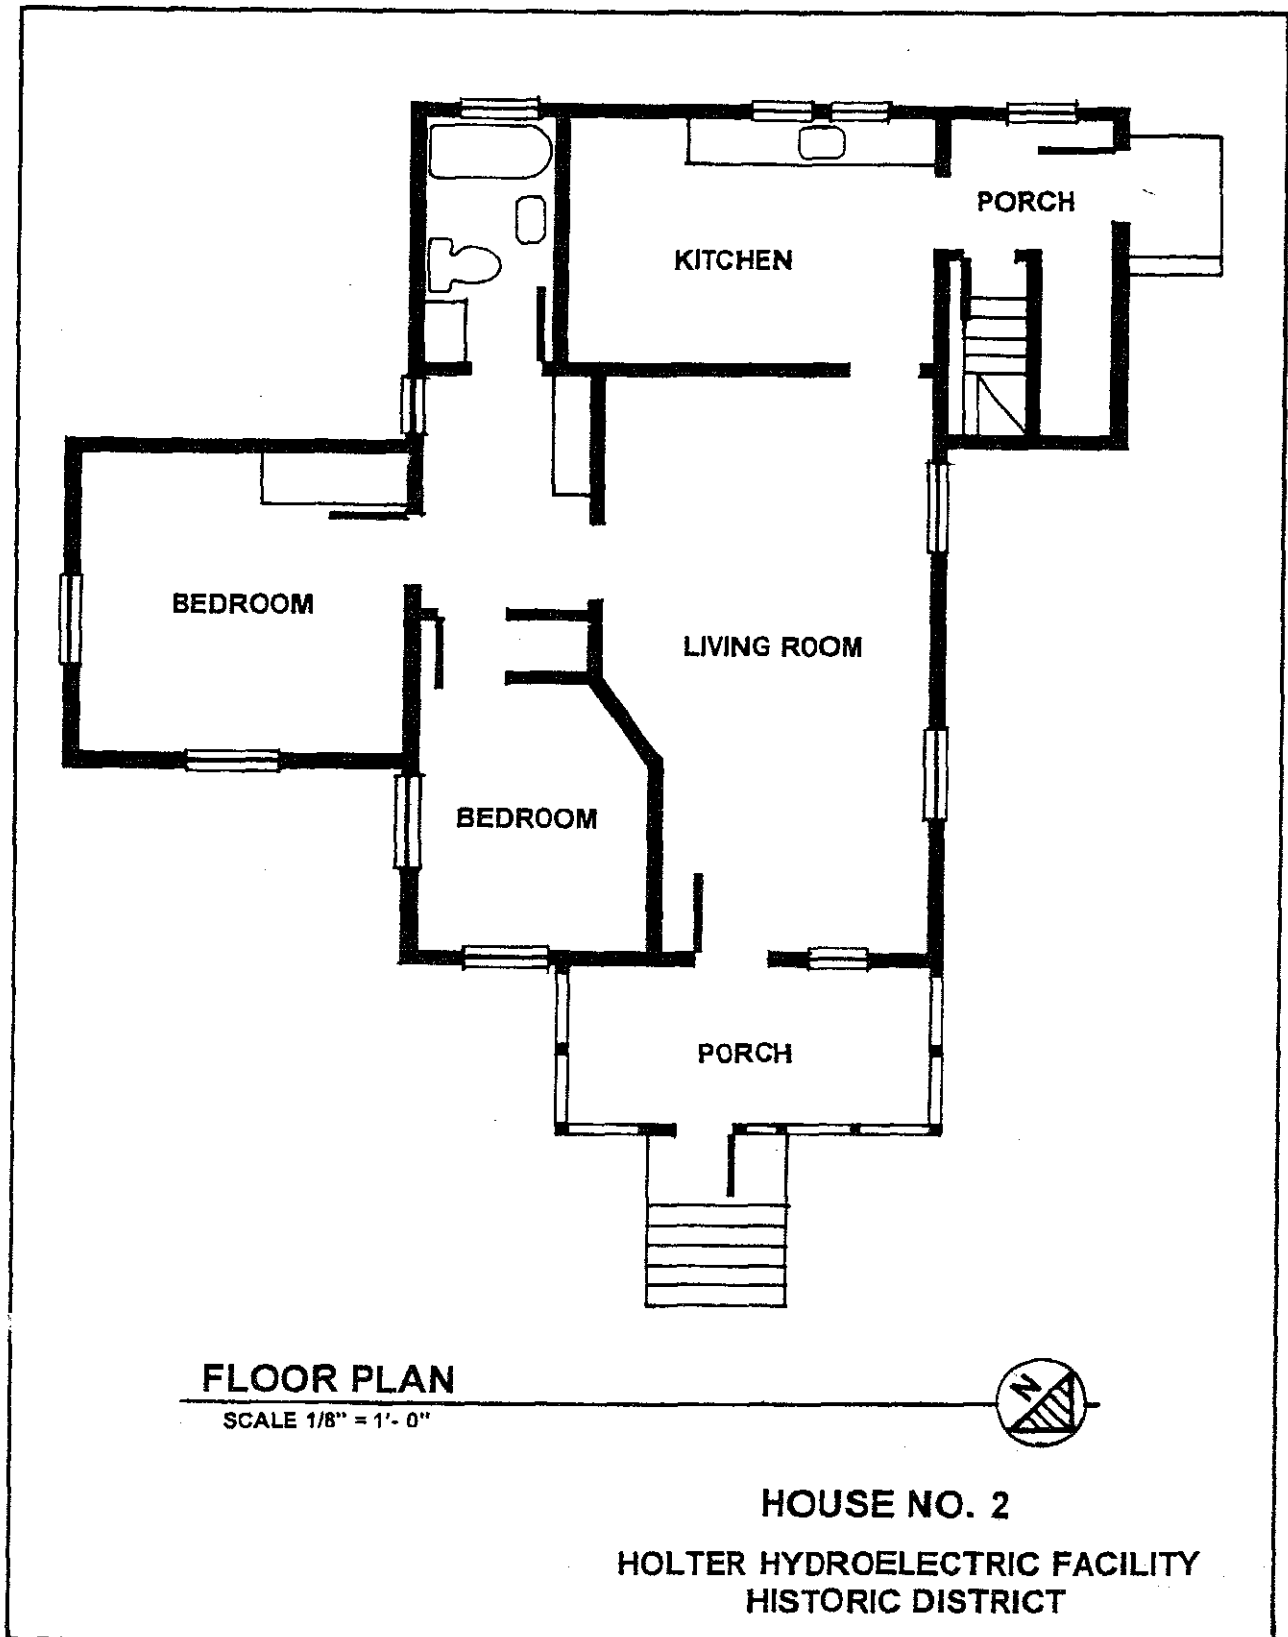 PORCH
KITCHEN
BEDROOM
LIVING ROOM
BEDROOM
PORCH
FLOOR PLAN
SCALE 1/8" = 1'- 0"
N
HOUSE NO. 2
HOLTER HYDROELECTRIC FACILITY
HISTORIC DISTRICT